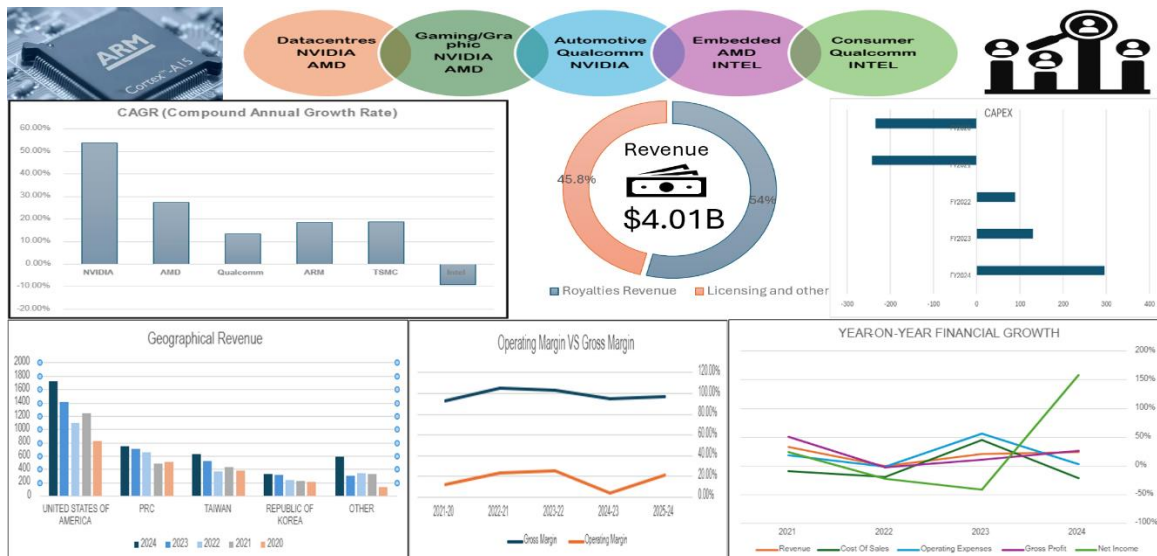 ARM
Cortex™-A15
Datacentres
NVIDIA
AMD
Gaming/Gra
phic
NVIDIA
AMD
Automotive
Qualcomm
NVIDIA
Embedded
AMD
INTEL
Consumer
Qualcomm
INTEL
CAGR (Compound Annual Growth Rate)
60.00%
50.00%
40.00%
30.00%
20.00%
10.00%
0.00%
-10.00%
-20.00%
NVIDIA
AMD
Qualcomm
ARM
TSMC
Intel
Revenue
$4.01B
45.8%
54%
Royalties Revenue
Licensing and other
CAPEX
FY2022
FY2023
FY2024
-300
-200
-100
0
100
200
300
400
Geographical Revenue
2000
1800
1600
1400
1200
1000
800
600
400
200
0
UNITED STATES OF
AMERICA
PRC
TAIWAN
REPUBLIC OF
KOREA
OTHER
2024
2023
2022
2021
2020
Operating Margin VS Gross Margin
120.00%
100.00%
80.00%
60.00%
40.00%
20.00%
0.00%
2021-20
2022-21
2023-22
2024-23
2025-24
Gross Margin
Operating Margin
YEAR-ON-YEAR FINANCIAL GROWTH
200%
150%
100%
50%
0%
-50%
-100%
2021
2022
2023
2024
Revenue
Cost Of Sales
Operating Expenses
Gross Profit
Net Income